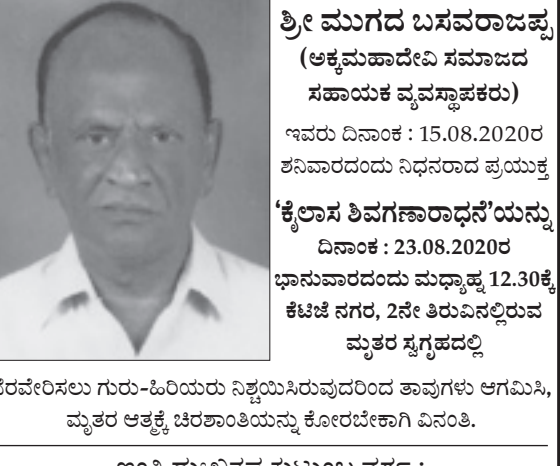 ಶ್ರೀ ಮುಗದ ಬಸವರಾಜಪ್ಪ
(ಅಕ್ಕಮಹಾದೇವಿ ಸಮಾಜದ
ಸಹಾಯಕ ವ್ಯವಸ್ಥಾಪಕರು)
ಇವರು ದಿನಾಂಕ : 15.08.2020ರ
ಶನಿವಾರದಂದು ನಿಧನರಾದ ಪ್ರಯುಕ್ತ
‘ಕೈಲಾಸ ಶಿವಗಣಾರಾಧನೆ’ಯನ್ನು
ದಿನಾಂಕ : 23.08.2020ರ
ಭಾನುವಾರದಂದು ಮಧ್ಯಾಹ್ನ 12.30ಕ್ಕೆ
ಕೆಟಿಜೆ ನಗರ, 2ನೇ ತಿರುವಿನಲ್ಲಿರುವ
ಮೃತರ ಸ್ವಗೃಹದಲ್ಲಿ
ನೆರವೇರಿಸಲು ಗುರು-ಹಿರಿಯರು ನಿಶ್ಚಯಿಸಿರುವುದರಿಂದ ತಾವುಗಳು ಆಗಮಿಸಿ,
ಮೃತರ ಆತ್ಮಕ್ಕೆ ಚಿರಶಾಂತಿಯನ್ನು ಕೋರಬೇಕಾಗಿ ವಿನಂತಿ.